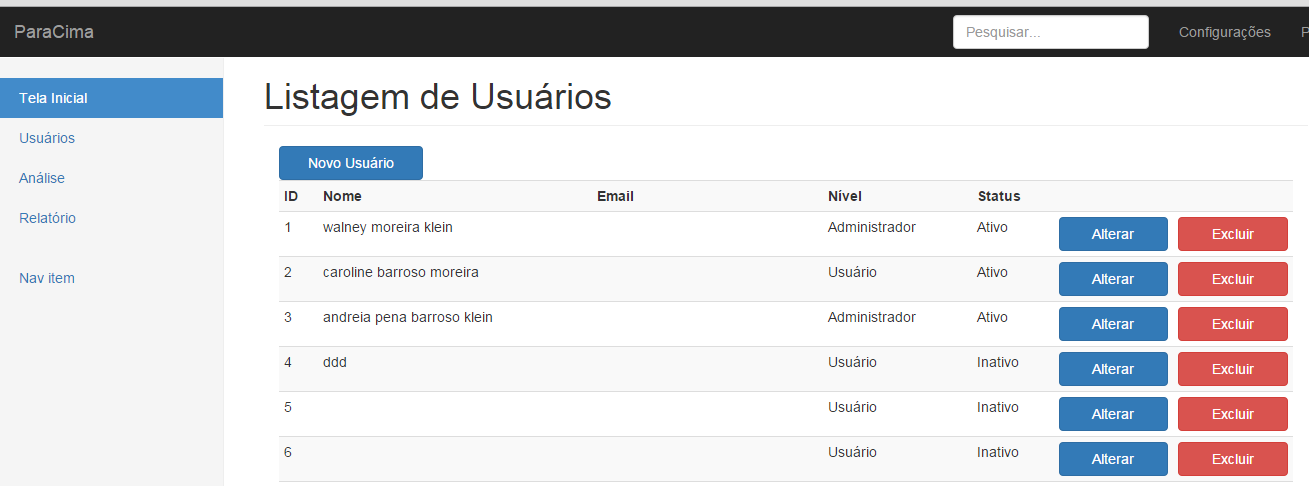 ParaCima Pesquisar... Configurações P
Tela Inicial
Usuários
Análise
Relatório
Nav item
Listagem de Usuários
Novo Usuário
ID Nome Email Nível Status
1 walney moreira klein Administrador Ativo Alterar Excluir
2 caroline barroso moreira Usuário Ativo Alterar Excluir
3 andreia pena barroso klein Administrador Ativo Alterar Excluir
4 ddd Usuário Inativo Alterar Excluir
5 Usuário Inativo Alterar Excluir
6 Usuário Inativo Alterar Excluir